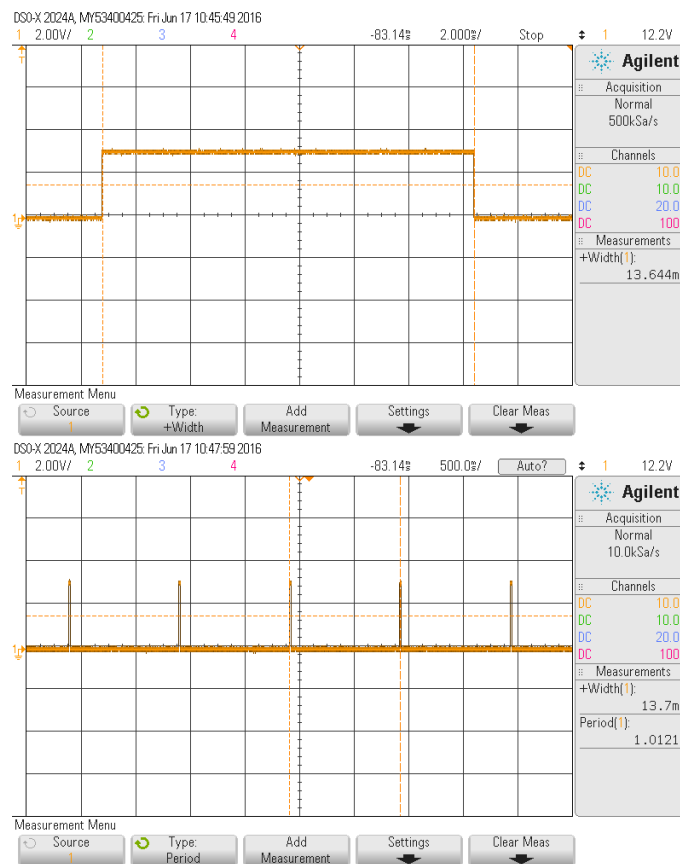 DSO-X 2024A, MY53400425: Fri Jun 17 10:45:49 2016
1 2.00V/ 2 3 4 -83.14s 2.000s/ Stop 1 12.2V
T
Agilent
Acquisition
Normal
500kSa/s
Channels
DC 10.0
DC 10.0
DC 20.0
DC 100
Measurements
+Width(1):
13.644m
1
Measurement Menu
Source
1
Type:
+Width
Add
Measurement
Settings
Clear Meas
DSO-X 2024A, MY53400425: Fri Jun 17 10:47:59 2016
1 2.00V/ 2 3 4 -83.14s 500.0s/ Auto? 1 12.2V
T
Agilent
Acquisition
Normal
10.0kSa/s
Channels
DC 10.0
DC 10.0
DC 20.0
DC 100
Measurements
+Width(1):
13.7m
Period(1):
1.0121
1
Measurement Menu
Source
1
Type:
Period
Add
Measurement
Settings
Clear Meas